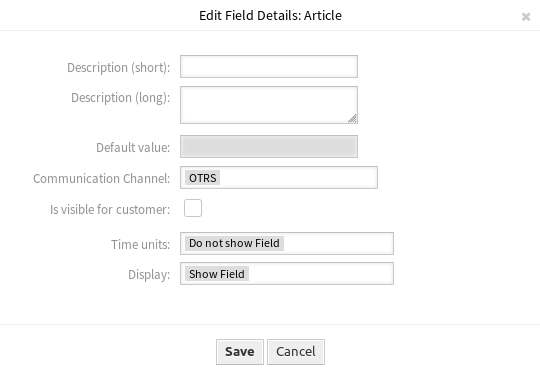 Edit Field Details: Article
Description (short):
Description (long):
Default value:
Communication Channel: OTRS
Is visible for customer:
Time units: Do not show Field
Display: Show Field
Save Cancel